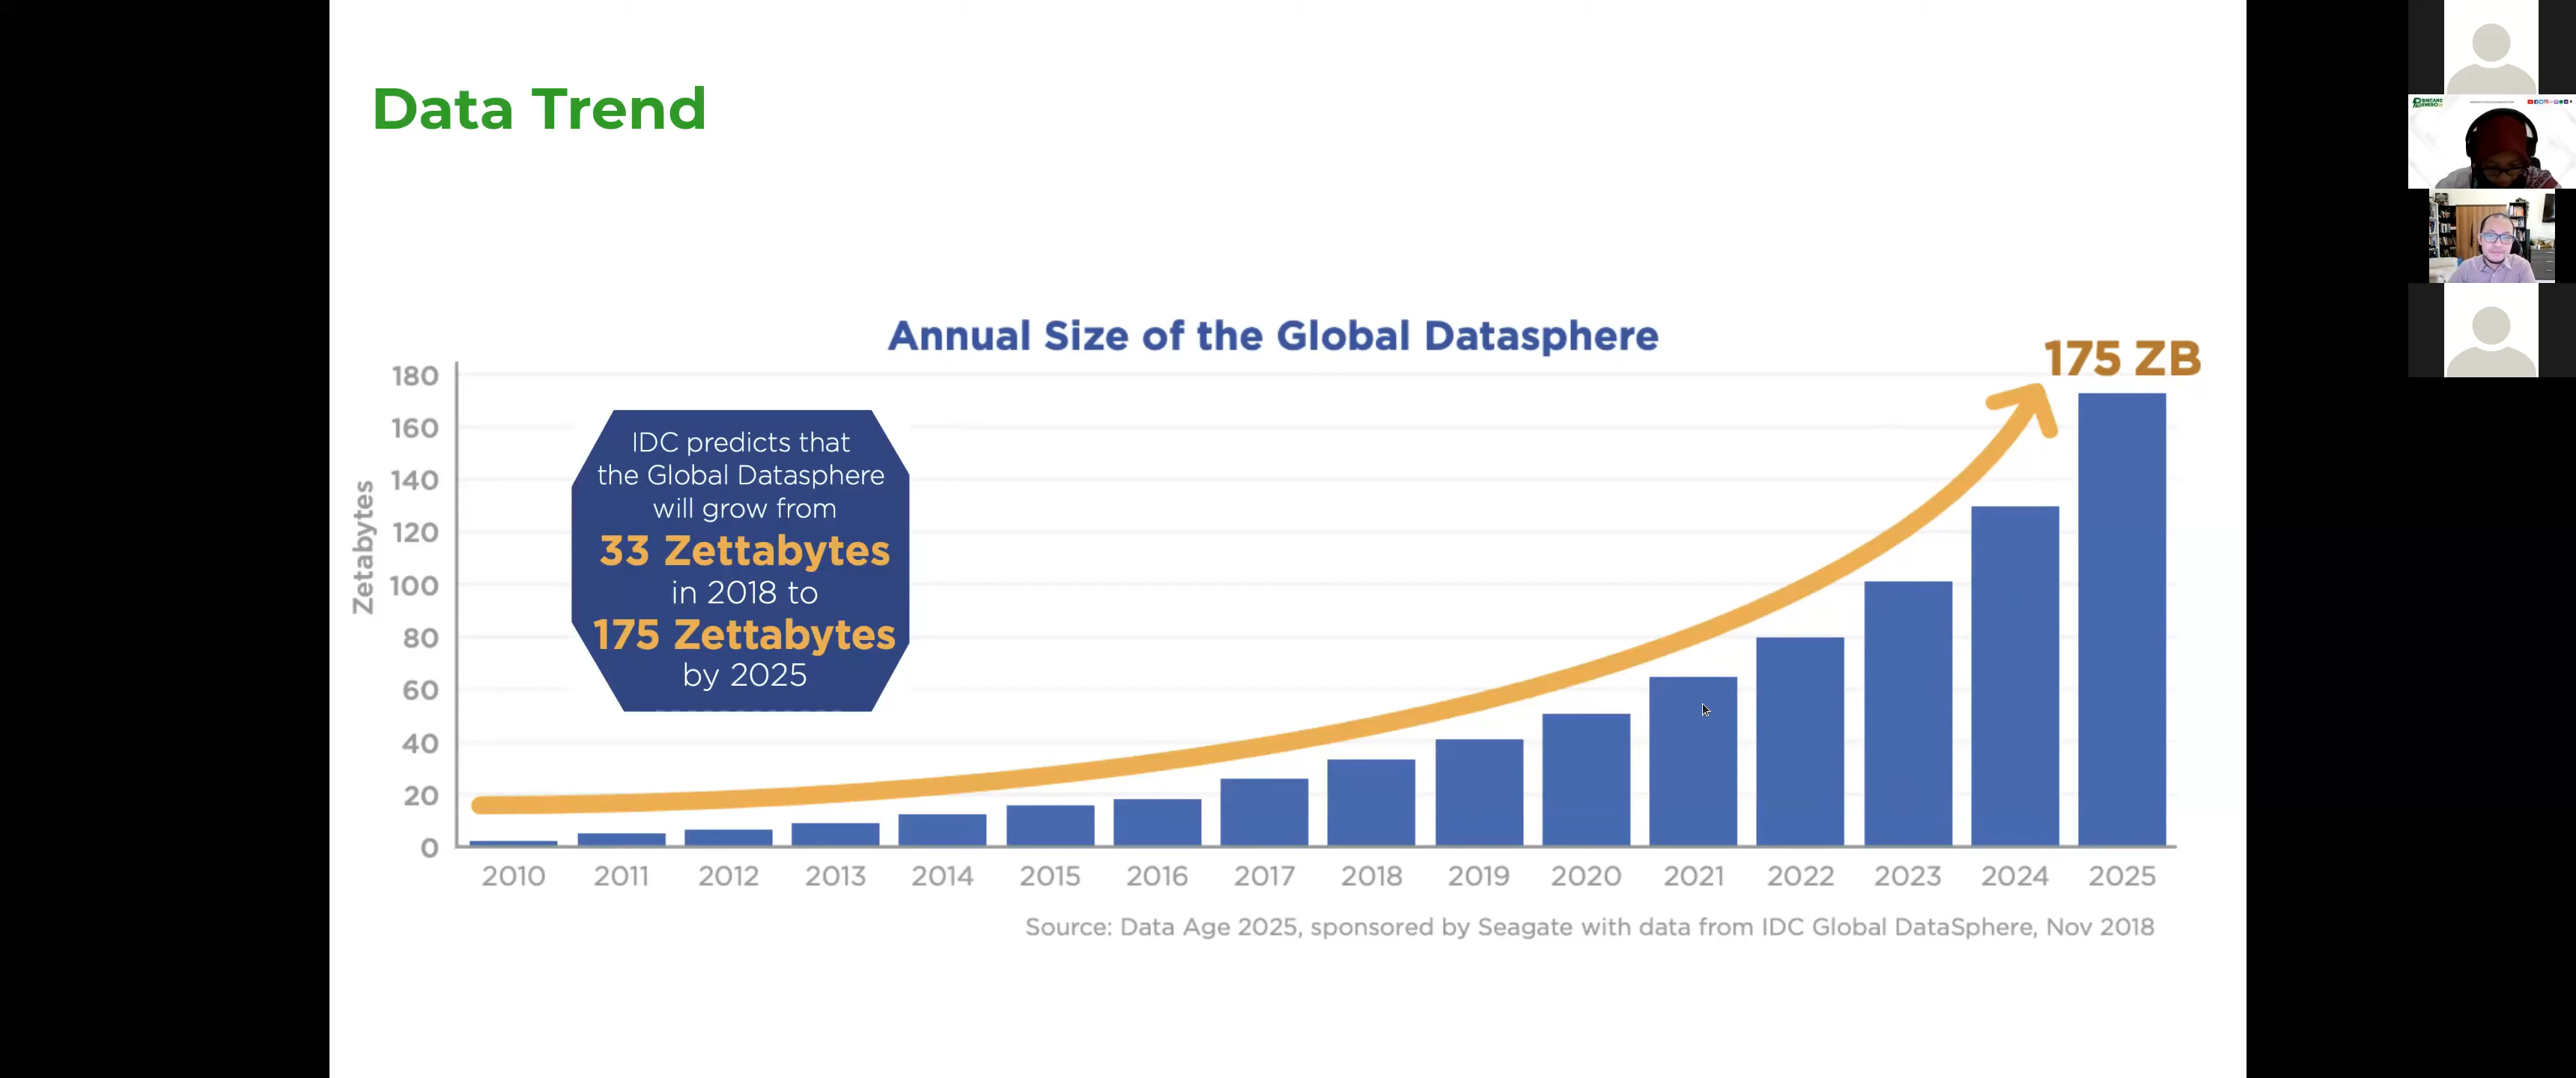 Data Trend
Annual Size of the Global Datasphere
175 ZB
180
160
140
120
100
80
60
40
20
0
Zetabytes
IDC predicts that
the Global Datasphere
will grow from
33 Zettabytes
in 2018 to
175 Zettabytes
by 2025
2010 2011 2012 2013 2014 2015 2016 2017 2018 2019 2020 2021 2022 2023 2024 2025
Source: Data Age 2025, sponsored by Seagate with data from IDC Global DataSphere, Nov 2018
BINCANG
ENERGI